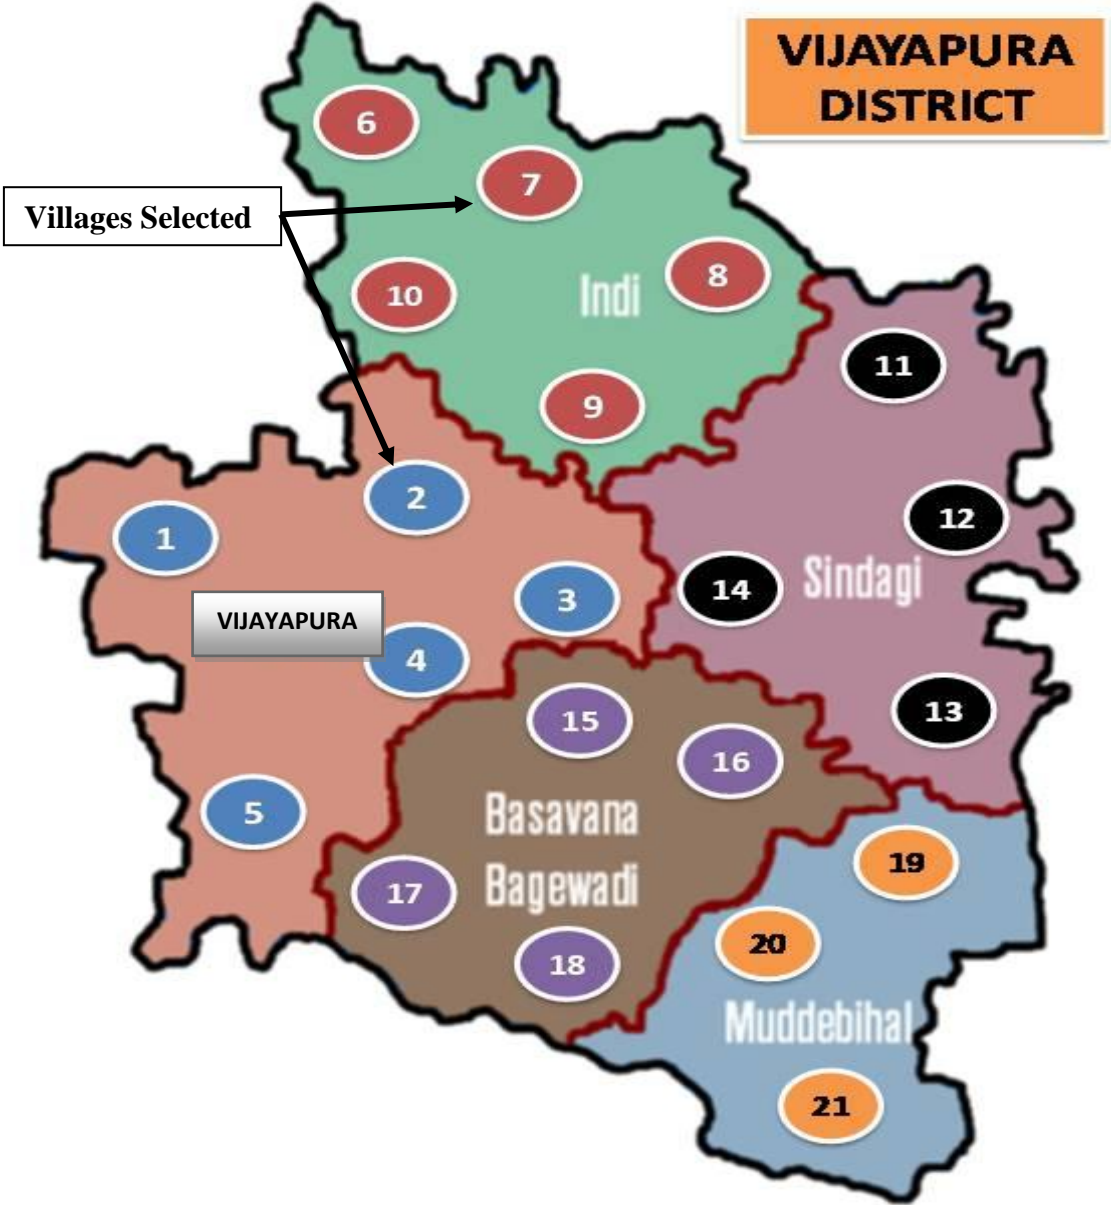 VIJAYAPURA
DISTRICT
6
7
Villages Selected
8
10
Indi
11
9
2
12
1
Sindagi
14
3
VIJAYAPURA
4
13
15
16
5
Basavana
19
Bagewadi
17
20
18
Muddebihal
21